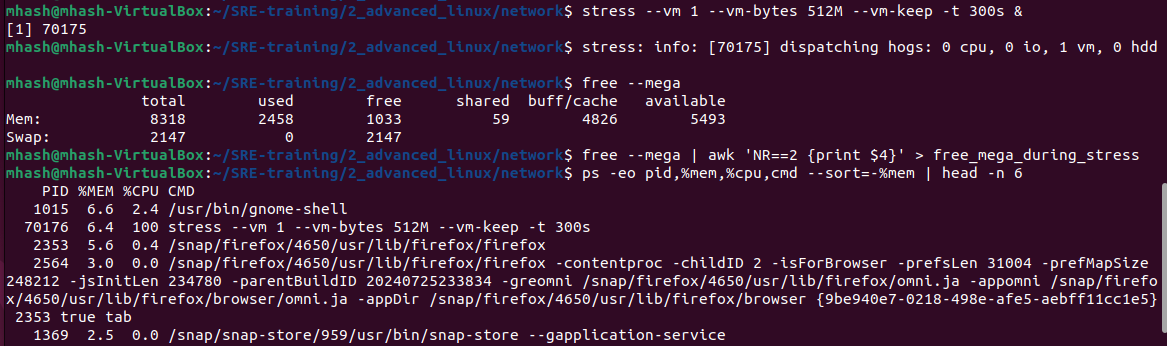 mhash@mhash-VirtualBox:~/SRE-training/2_advanced_linux/network$ stress --vm 1 --vm-bytes 512M --vm-keep -t 300s &
[1] 70175
mhash@mhash-VirtualBox:~/SRE-training/2_advanced_linux/network$ stress: info: [70175] dispatching hogs: 0 cpu, 0 io, 1 vm, 0 hdd
mhash@mhash-VirtualBox:~/SRE-training/2_advanced_linux/network$ free --mega
total used free shared buff/cache available
Mem: 8318 2458 1033 59 4826 5493
Swap: 2147 0 2147
mhash@mhash-VirtualBox:~/SRE-training/2_advanced_linux/network$ free --mega | awk 'NR==2 {print $4}' > free_mega_during_stress
mhash@mhash-VirtualBox:~/SRE-training/2_advanced_linux/network$ ps -eo pid,%mem,%cpu,cmd --sort=-%mem | head -n 6
PID %MEM %CPU CMD
1015 6.6 2.4 /usr/bin/gnome-shell
70176 6.4 100 stress --vm 1 --vm-bytes 512M --vm-keep -t 300s
2353 5.6 0.4 /snap/firefox/4650/usr/lib/firefox/firefox
2564 3.0 0.0 /snap/firefox/4650/usr/lib/firefox/firefox -contentproc -childID 2 -isForBrowser -prefsLen 31004 -prefMapSize
248212 -jsInitLen 234780 -parentBuildID 20240725233834 -greomni /snap/firefox/4650/usr/lib/firefox/omni.ja -appomni /snap/firefo
x/4650/usr/lib/firefox/browser/omni.ja -appDir /snap/firefox/4650/usr/lib/firefox/browser {9be940e7-0218-498e-afe5-aebff11cc1e5}
2353 true tab
1369 2.5 0.0 /snap/snap-store/959/usr/bin/snap-store --gapplication-service